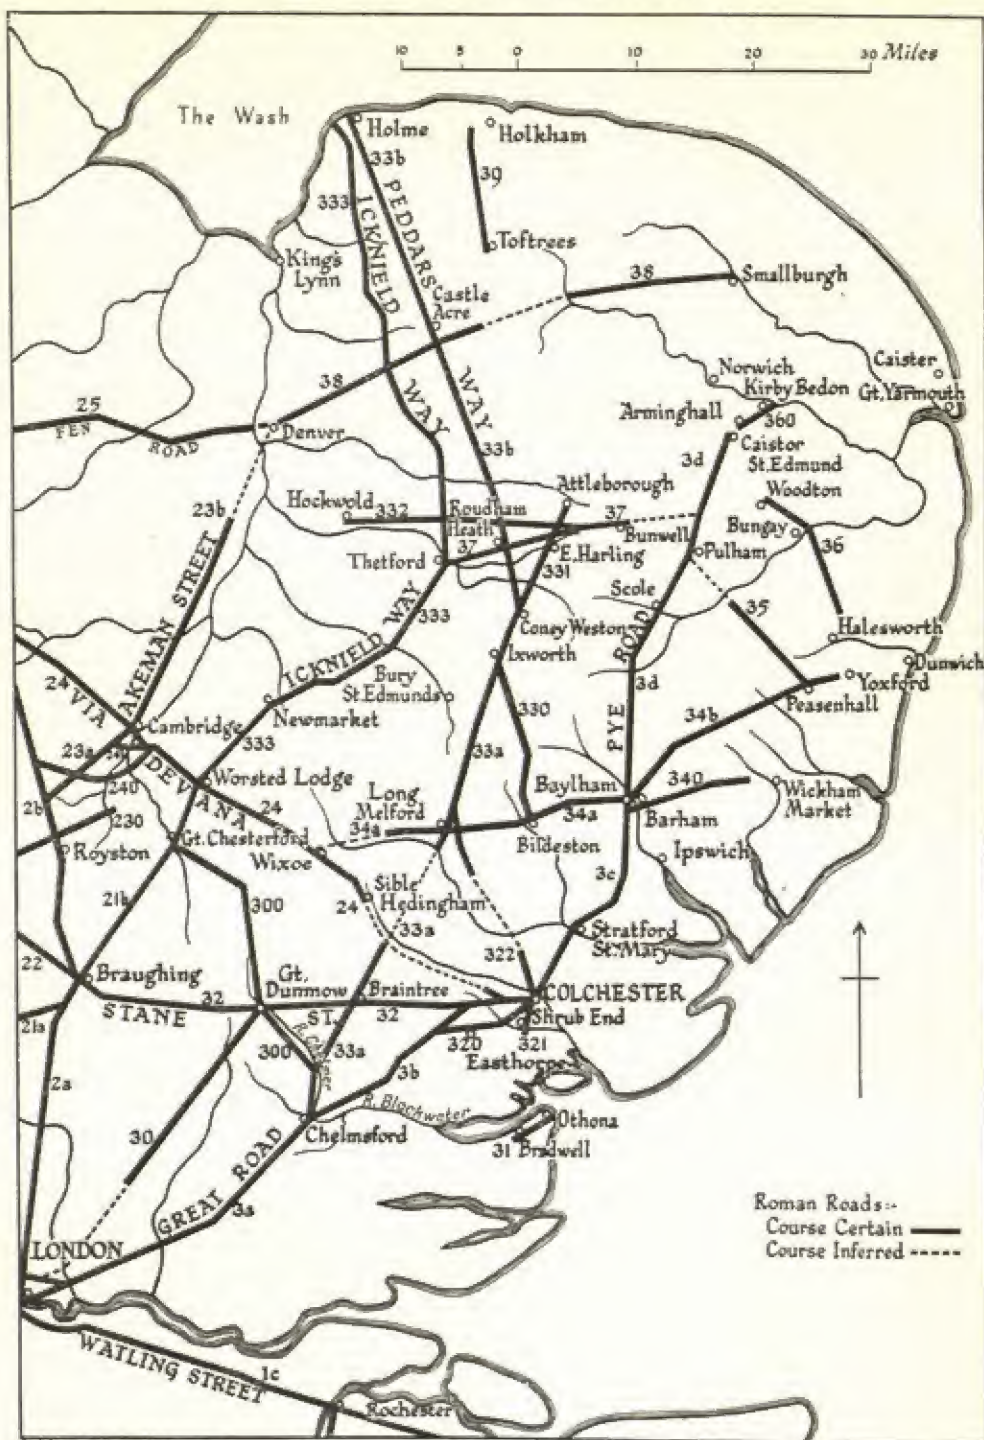 10 5 0 10 20 30 Miles
The Wash
Holme
Holkham
33b
39
333
ICKNIELD
PEDDARS
Toftrees
King's
Lynn
38
Smallburgh
Castle
Acre
Norwich
Caister
Kirby Bedon
Gt. Yarmouth
38
WAY
WAY
25
Arminghall
360
FEN
ROAD
Denver
33b
3d
Caistor
St. Edmund
Attleborough
Woodton
23b
Hockwold
332
Roudham
Heath
37
Bunwell
Bungay
36
37
E. Harling
Pulham
Thetford
331
Scole
AKEMAN STREET
333
WAY
35
Coney Weston
Halesworth
ROAD
Ixworth
Dunwich
24
VIA
ICKNIELD
Bury
St. Edmunds
3d
Yoxford
Peasenhall
Cambridge
Newmarket
330
34b
23a
333
33a
PYE
DEVANA
240
Worsted Lodge
Baylham
340
Wickham
Market
2b
24
Long
Melford
34a
230
34a
Barham
Gt. Chesterford
Bildeston
Royston
Wixoe
Ipswich
3c
21b
300
Sible
Hedingham
24
33a
Stratford
St. Mary
22
322
Braughing
Gt.
Dunmow
Braintree
COLCHESTER
STANE
32
ST.
32
Shrub End
21a
300
R. Chelmer
33a
320
321
Easthorpe
2a
3b
R. Blackwater
Othona
30
Chelmsford
31 Bradwell
GREAT ROAD
3a
Roman Roads:-
Course Certain
Course Inferred
LONDON
WATLING STREET
1c
Rochester